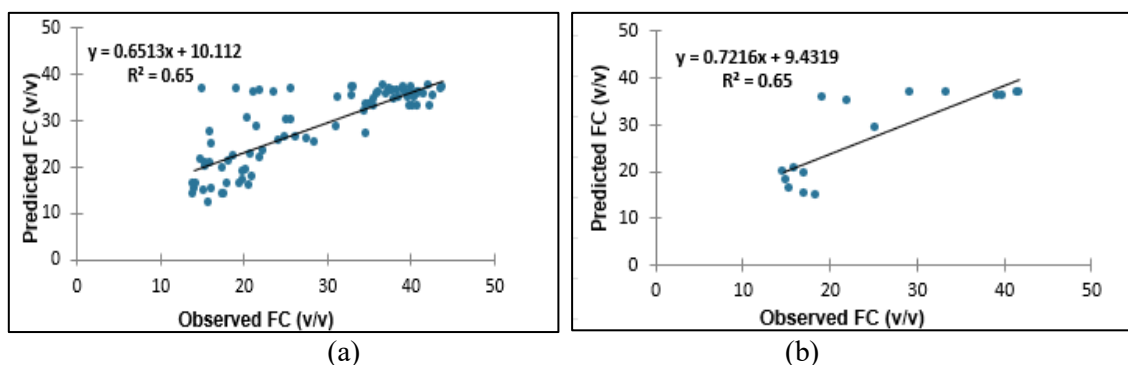 y = 0.6513x + 10.112
R² = 0.65
Predicted FC (v/v)
50
40
30
20
10
0
0 10 20 30 40 50
Observed FC (v/v)
(a)
y = 0.7216x + 9.4319
R² = 0.65
Predicted FC (v/v)
50
40
30
20
10
0
0 10 20 30 40 50
Observed FC (v/v)
(b)